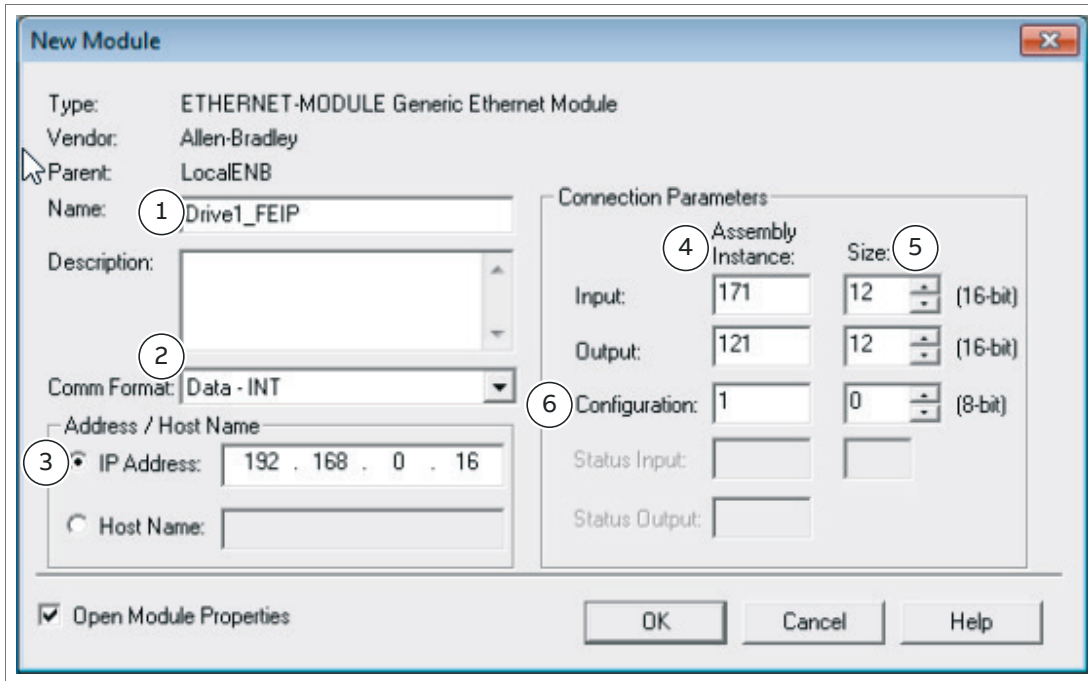 New Module
Type: ETHERNET-MODULE Generic Ethernet Module
Vendor: Allen-Bradley
Parent: LocalENB
Name: 1 Drive1_FEIP
Description:
2
Comm Format: Data - INT
Address / Host Name
3 IP Address: 192 . 168 . 0 . 16
Host Name:
Connection Parameters
4 Assembly Instance: Size: 5
Input: 171 12 (16-bit)
Output: 121 12 (16-bit)
6 Configuration: 1 0 (8-bit)
Status Input:
Status Output:
Open Module Properties
OK Cancel Help